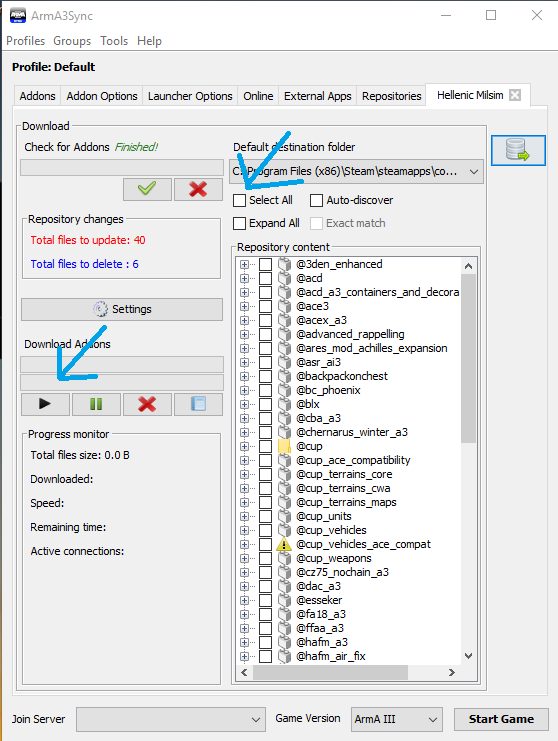 ArmA3Sync
Profiles Groups Tools Help
Profile: Default
Addons Addon Options Launcher Options Online External Apps Repositories Hellenic Milsim
Download
Check for Addons Finished!
Repository changes
Total files to update: 40
Total files to delete : 6
Settings
Download Addons
Progress monitor
Total files size: 0.0 B
Downloaded:
Speed:
Remaining time:
Active connections:
Default destination folder
C:\Program Files (x86)\Steam\steamapps\co...
Select All Auto-discover
Expand All Exact match
Repository content
@3den_enhanced
@acd
@acd_a3_containers_and_decora
@ace3
@acex_a3
@advanced_rappelling
@ares_mod_achilles_expansion
@asr_ai3
@backpackonchest
@bc_phoenix
@blx
@cba_a3
@chernarus_winter_a3
@cup
@cup_ace_compatibility
@cup_terrains_core
@cup_terrains_cwa
@cup_terrains_maps
@cup_units
@cup_vehicles
@cup_vehicles_ace_compat
@cup_weapons
@cz75_nochain_a3
@dac_a3
@esseker
@fa18_a3
@ffaa_a3
@hafm_a3
@hafm_air_fix
Join Server Game Version ArmA III Start Game